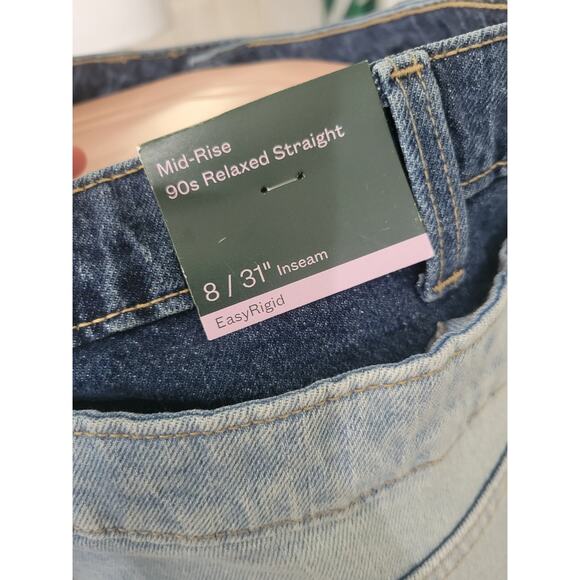 Mid-Rise
90s Relaxed Straight
8 / 31" Inseam
EasyRigid